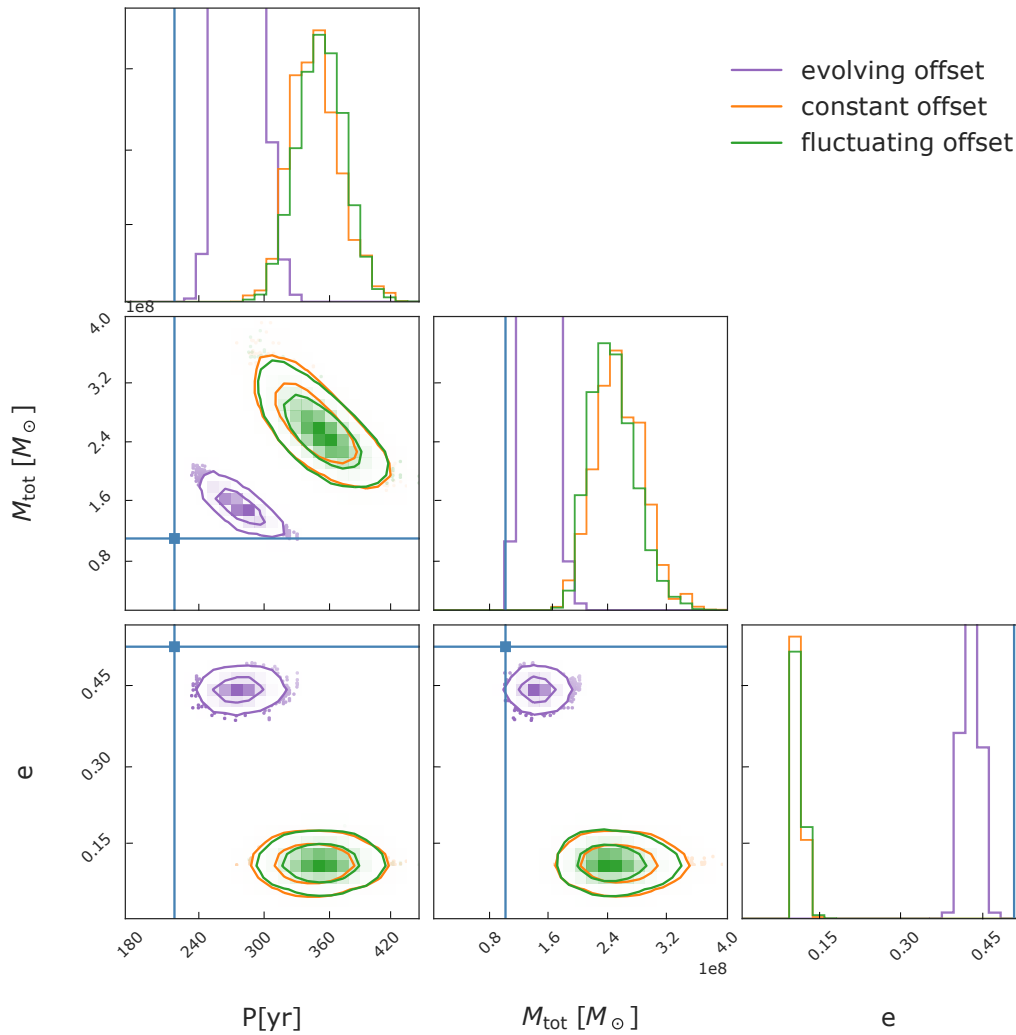 evolving offset
constant offset
fluctuating offset
1e8
4.0
3.2
2.4
1.6
0.8
M_tot [M_⊙]
0.45
0.30
0.15
e
180 240 300 360 420
0.8 1.6 2.4 3.2 4.0
1e8
0.15 0.30 0.45
P[yr]
M_tot [M_⊙]
e